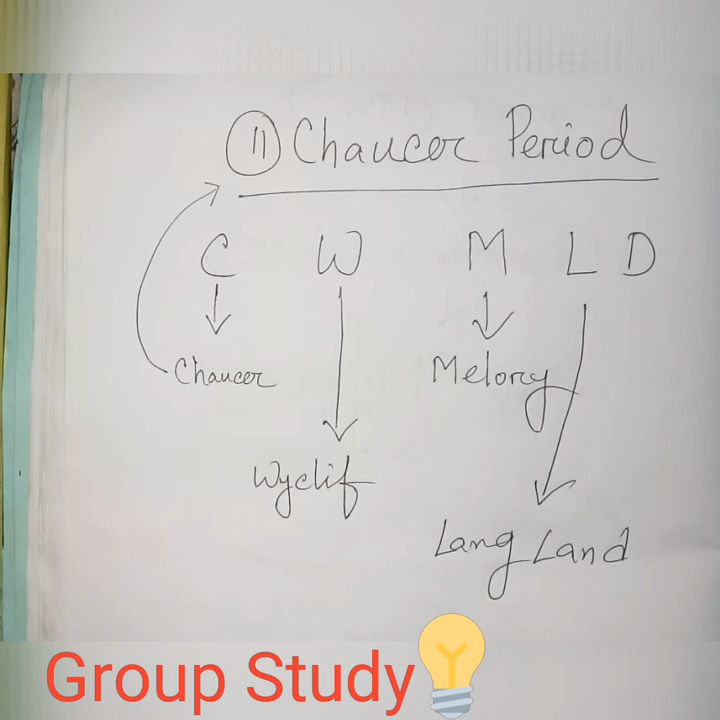 11 Chaucer Period
C W M L D
Chaucer Melory
Wyclif
Lang Land
Group Study